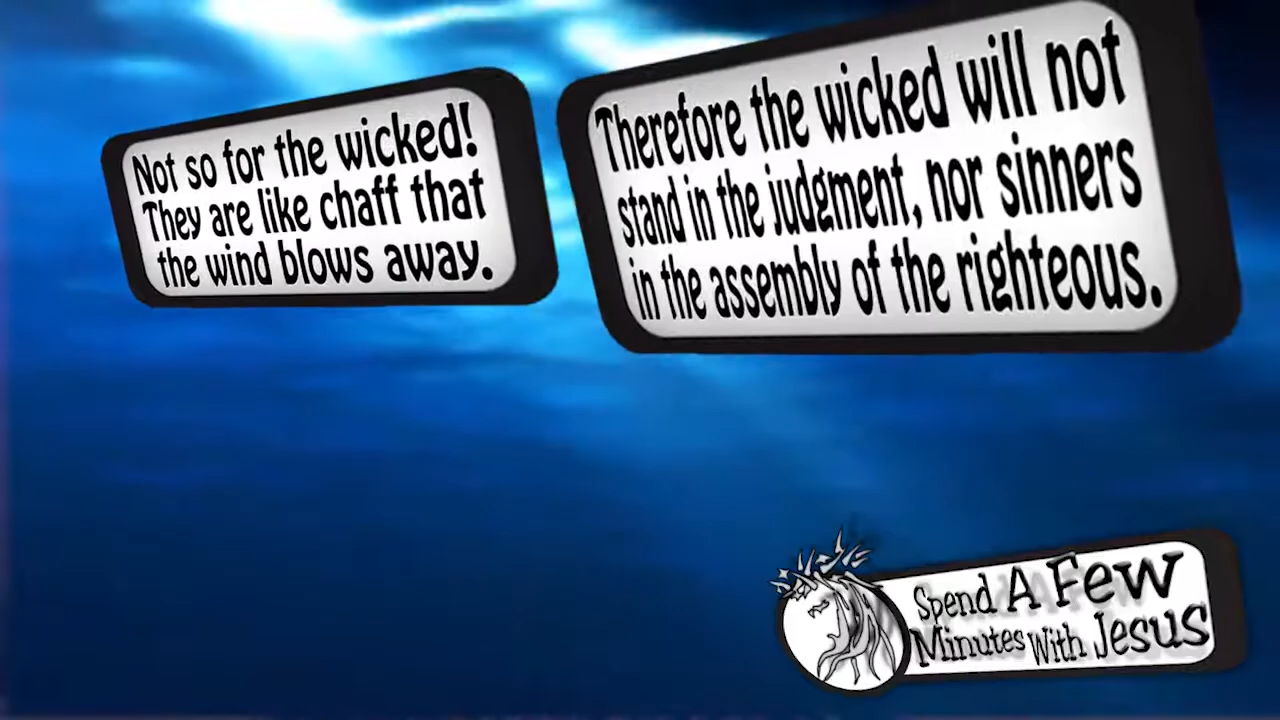 Not so for the wicked!
They are like chaff that
the wind blows away.
Therefore the wicked will not
stand in the judgment, nor sinners
in the assembly of the righteous.
Spend A Few
Minutes With Jesus